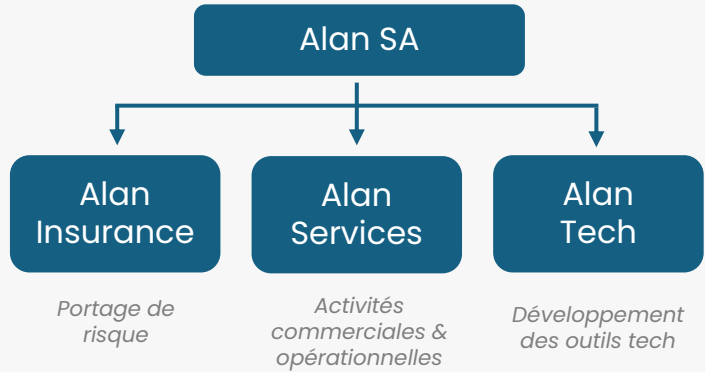 Alan SA
Alan
Insurance
Alan
Services
Alan
Tech
Portage de
risque
Activités
commerciales &
opérationnelles
Développement
des outils tech